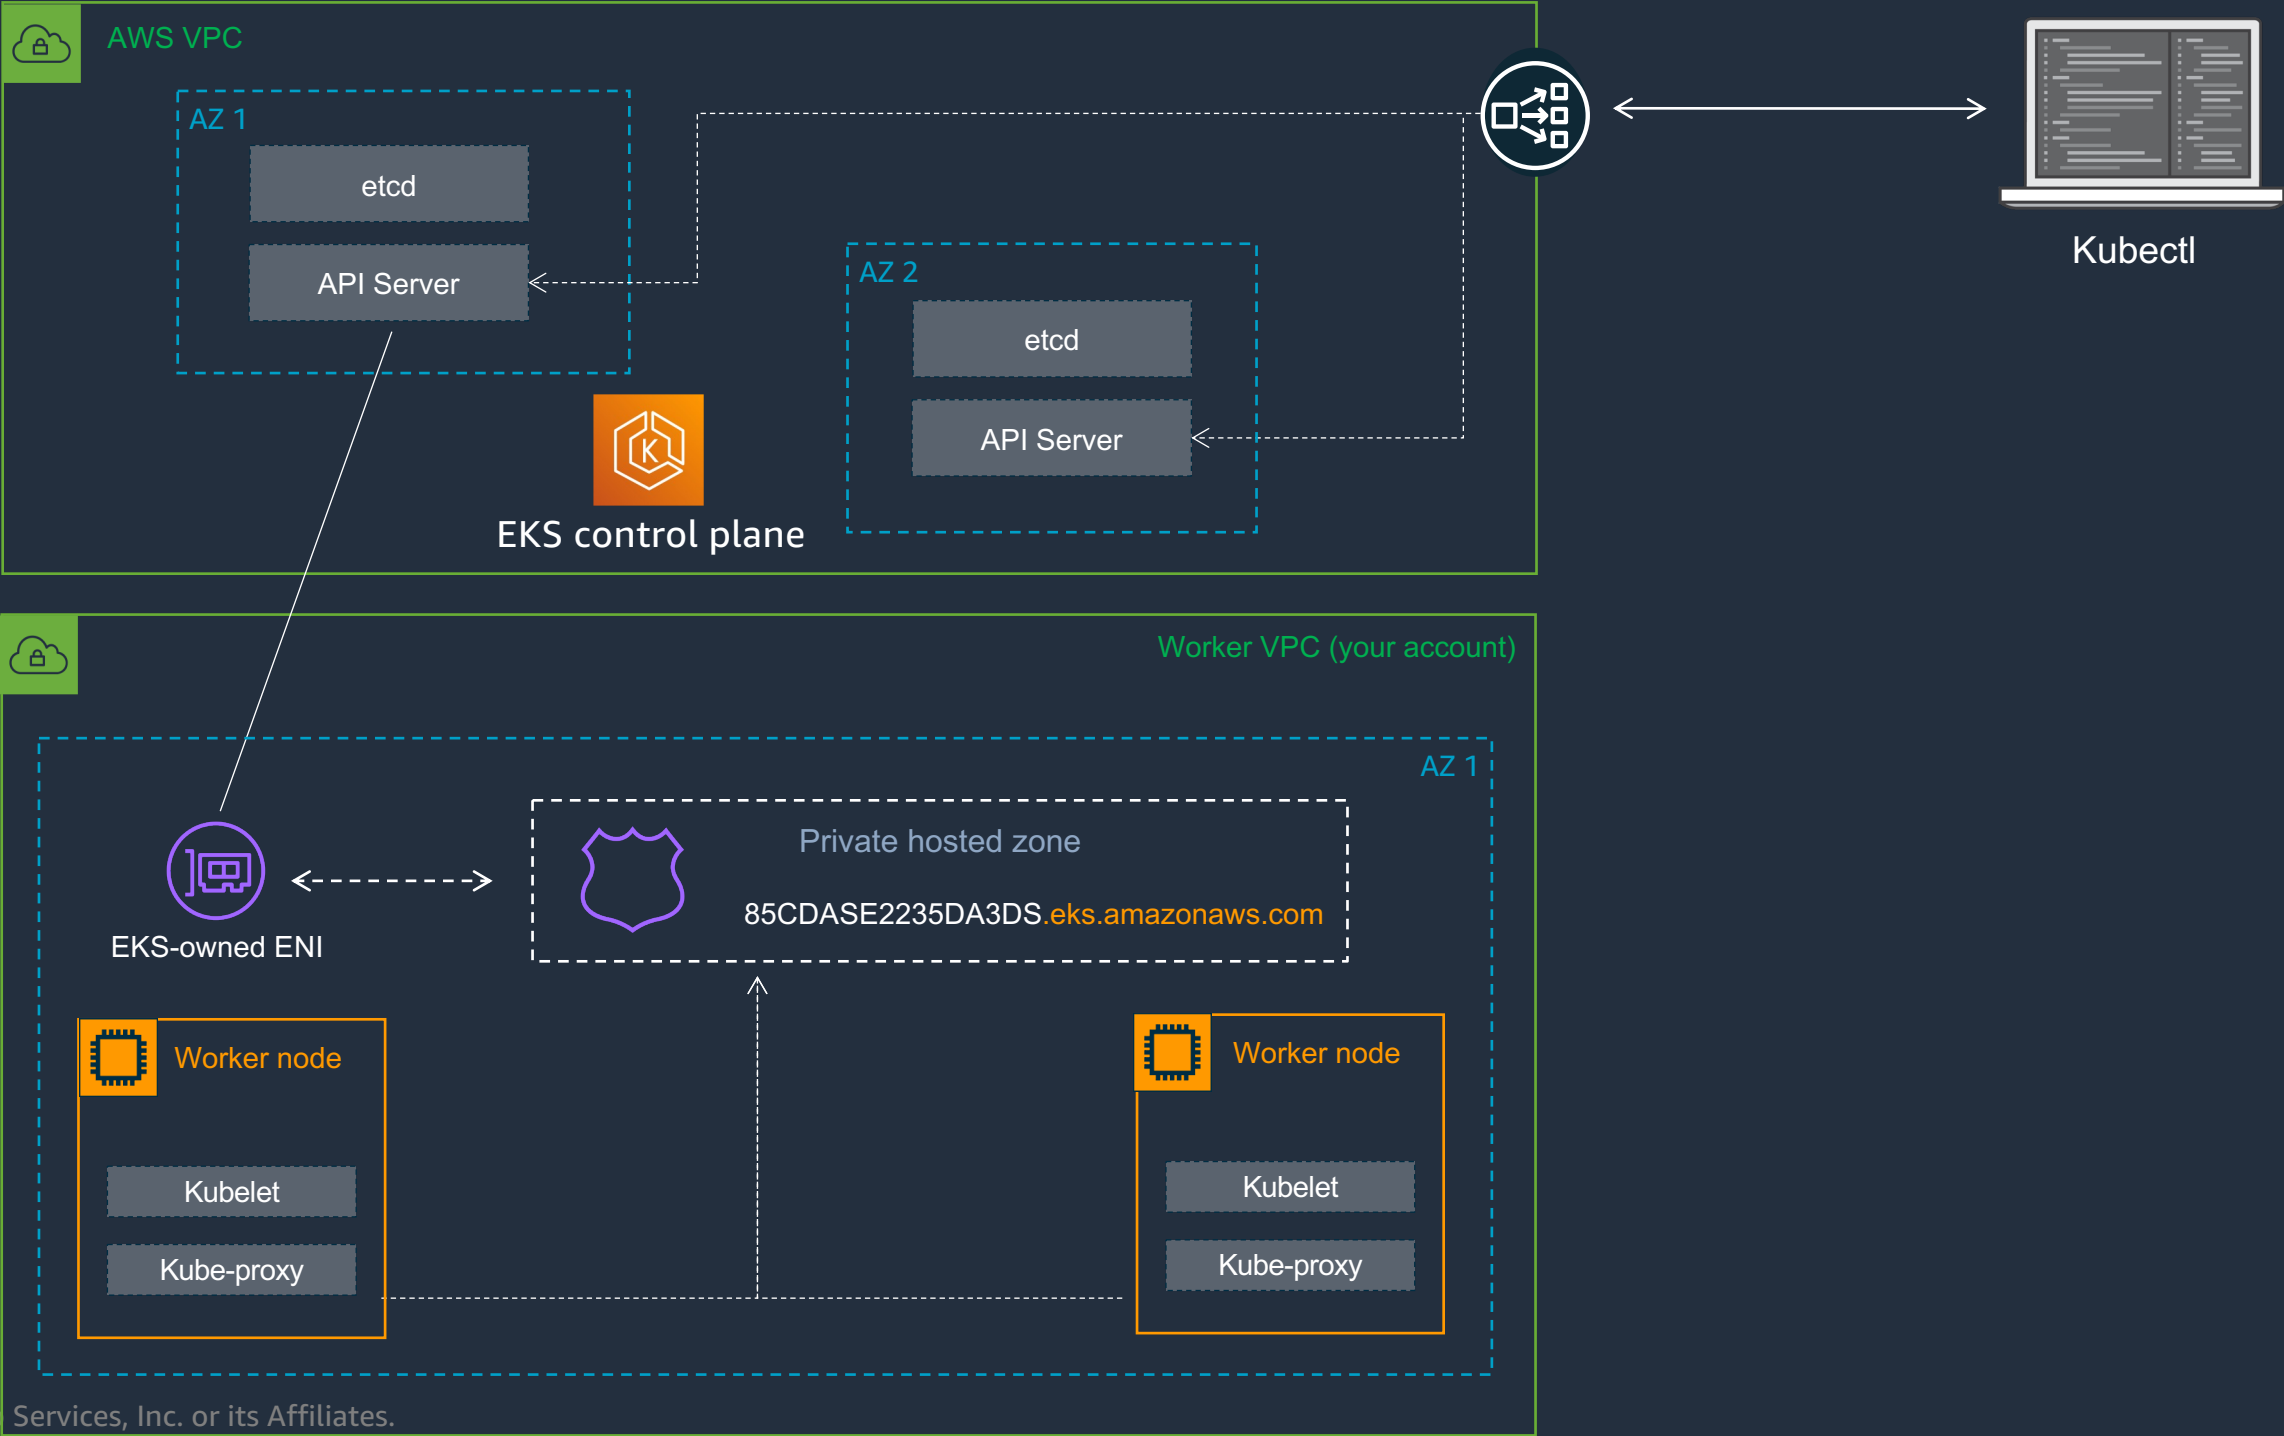 AWS VPC
AZ 1
etcd
API Server
AZ 2
etcd
API Server
K
EKS control plane
Kubectl
Worker VPC (your account)
AZ 1
Private hosted zone
85CDASE2235DA3DS.eks.amazonaws.com
EKS-owned ENI
Worker node
Kubelet
Kube-proxy
Worker node
Kubelet
Kube-proxy
Services, Inc. or its Affiliates.